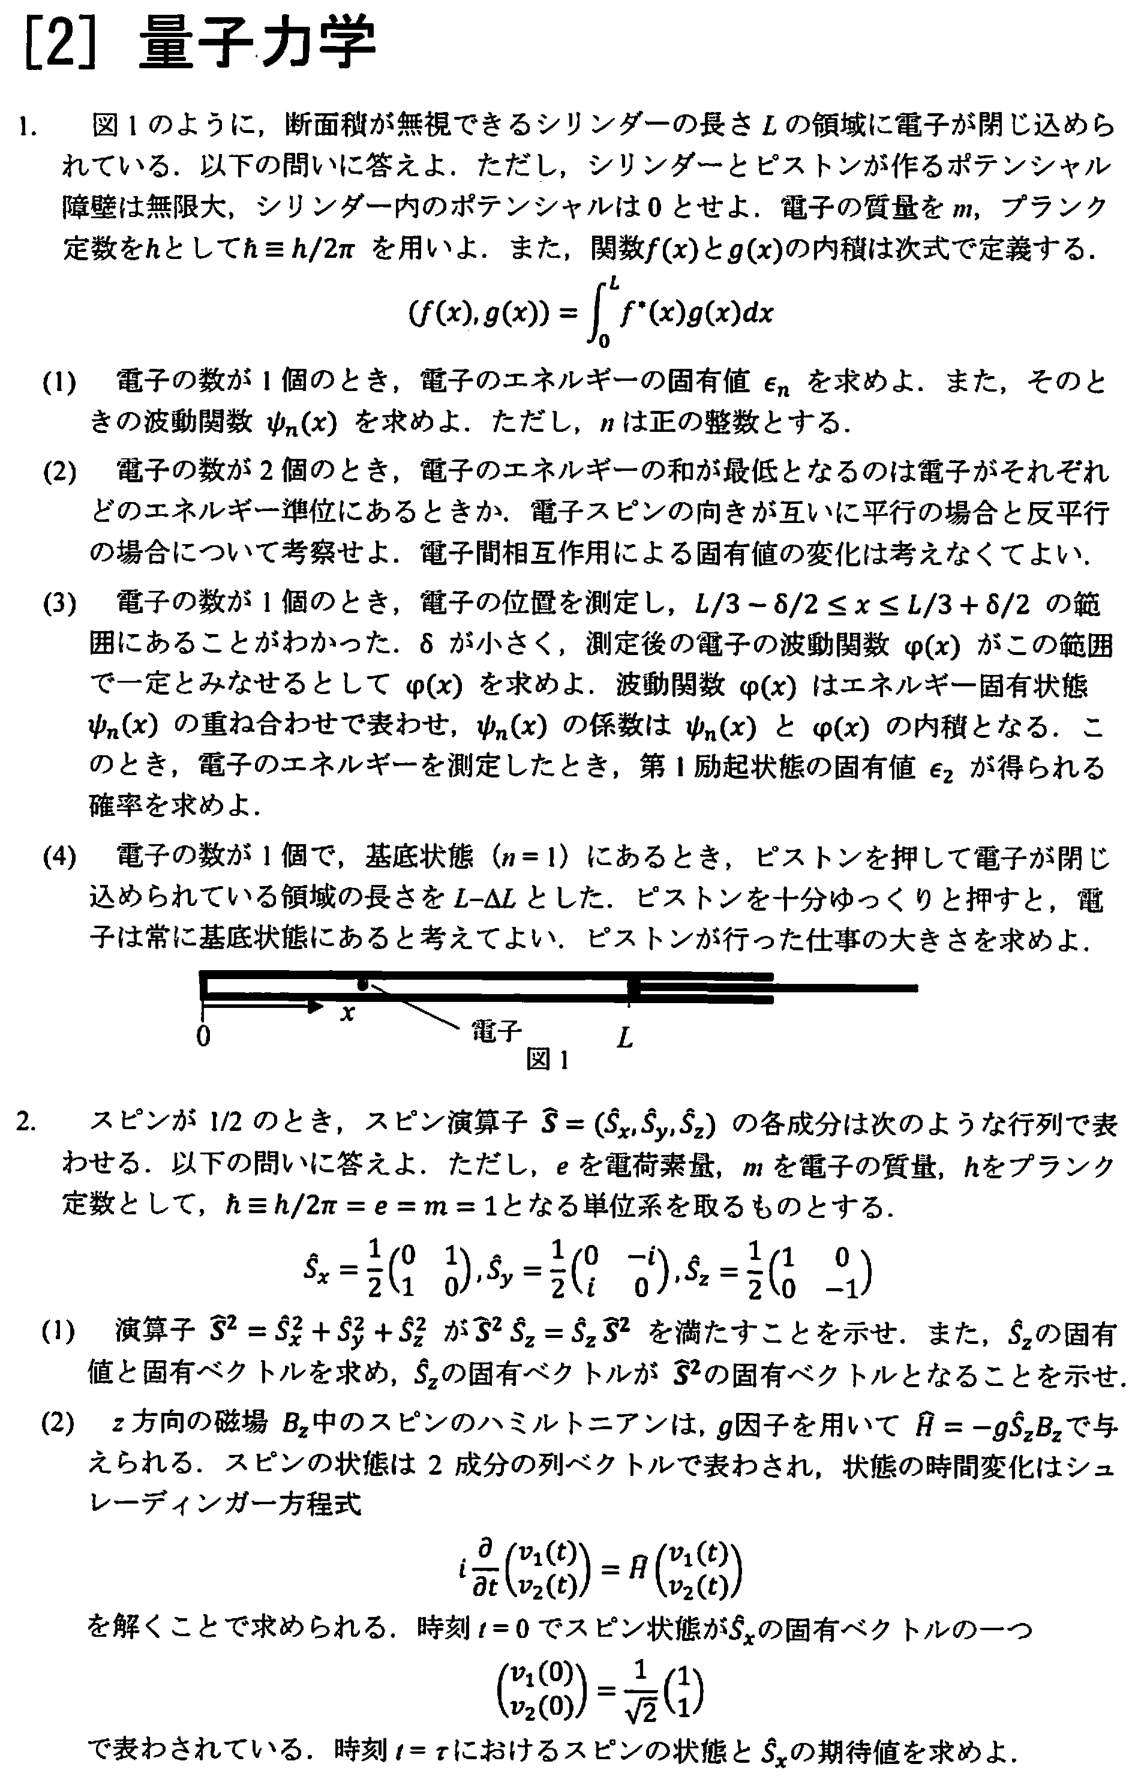 [2] 量子力学
1. 図1のように，断面積が無視できるシリンダーの長さ L の領域に電子が閉じ込めら
れている．以下の問いに答えよ．ただし，シリンダーとピストンが作るポテンシャル
障壁は無限大，シリンダー内のポテンシャルは 0 とせよ．電子の質量を m，プランク
定数をhとしてħ ≡ h/2π を用いよ．また，関数f(x)とg(x)の内積は次式で定義する．
(f(x), g(x)) = ∫₀ᴸ f*(x)g(x)dx
(1) 電子の数が 1 個のとき，電子のエネルギーの固有値 ϵₙ を求めよ．また，そのと
きの波動関数 ψₙ(x) を求めよ．ただし，n は正の整数とする．
(2) 電子の数が 2 個のとき，電子のエネルギーの和が最低となるのは電子がそれぞれ
どのエネルギー準位にあるときか．電子スピンの向きが互いに平行の場合と反平行
の場合について考察せよ．電子間相互作用による固有値の変化は考えなくてよい．
(3) 電子の数が 1 個のとき，電子の位置を測定し，L/3 − δ/2 ≤ x ≤ L/3 + δ/2 の範
囲にあることがわかった．δ が小さく，測定後の電子の波動関数 φ(x) がこの範囲
で一定とみなせるとして φ(x) を求めよ．波動関数 φ(x) はエネルギー固有状態
ψₙ(x) の重ね合わせで表わせ，ψₙ(x) の係数は ψₙ(x) と φ(x) の内積となる．こ
のとき，電子のエネルギーを測定したとき，第 1 励起状態の固有値 ϵ₂ が得られる
確率を求めよ．
(4) 電子の数が 1 個で，基底状態（n = 1）にあるとき，ピストンを押して電子が閉じ
込められている領域の長さを L–ΔL とした．ピストンを十分ゆっくりと押すと，電
子は常に基底状態にあると考えてよい．ピストンが行った仕事の大きさを求めよ．
0 x 電子 L
図 1
2. スピンが 1/2 のとき，スピン演算子 Ŝ = (Ŝₓ, Ŝᵧ, Ŝ_z) の各成分は次のような行列で表
わせる．以下の問いに答えよ．ただし，e を電荷素量，m を電子の質量，hをプランク
定数として，ħ ≡ h/2π = e = m = 1となる単位系を取るものとする．
Ŝₓ = 1/2 (0 1; 1 0), Ŝᵧ = 1/2 (0 −i; i 0), Ŝ_z = 1/2 (1 0; 0 −1)
(1) 演算子 Ŝ² = Ŝₓ² + Ŝᵧ² + Ŝ_z² がŜ² Ŝ_z = Ŝ_z Ŝ² を満たすことを示せ．また，Ŝ_zの固有
値と固有ベクトルを求め，Ŝ_zの固有ベクトルが Ŝ²の固有ベクトルとなることを示せ．
(2) z 方向の磁場 B_z中のスピンのハミルトニアンは，g因子を用いて Ĥ = −gŜ_zB_zで与
えられる．スピンの状態は 2 成分の列ベクトルで表わされ，状態の時間変化はシュ
レーディンガー方程式
i ∂/∂t (v₁(t); v₂(t)) = Ĥ (v₁(t); v₂(t))
を解くことで求められる．時刻 t = 0 でスピン状態がŜₓの固有ベクトルの一つ
(v₁(0); v₂(0)) = 1/√2 (1; 1)
で表わされている．時刻 t = τにおけるスピンの状態と Ŝₓの期待値を求めよ．